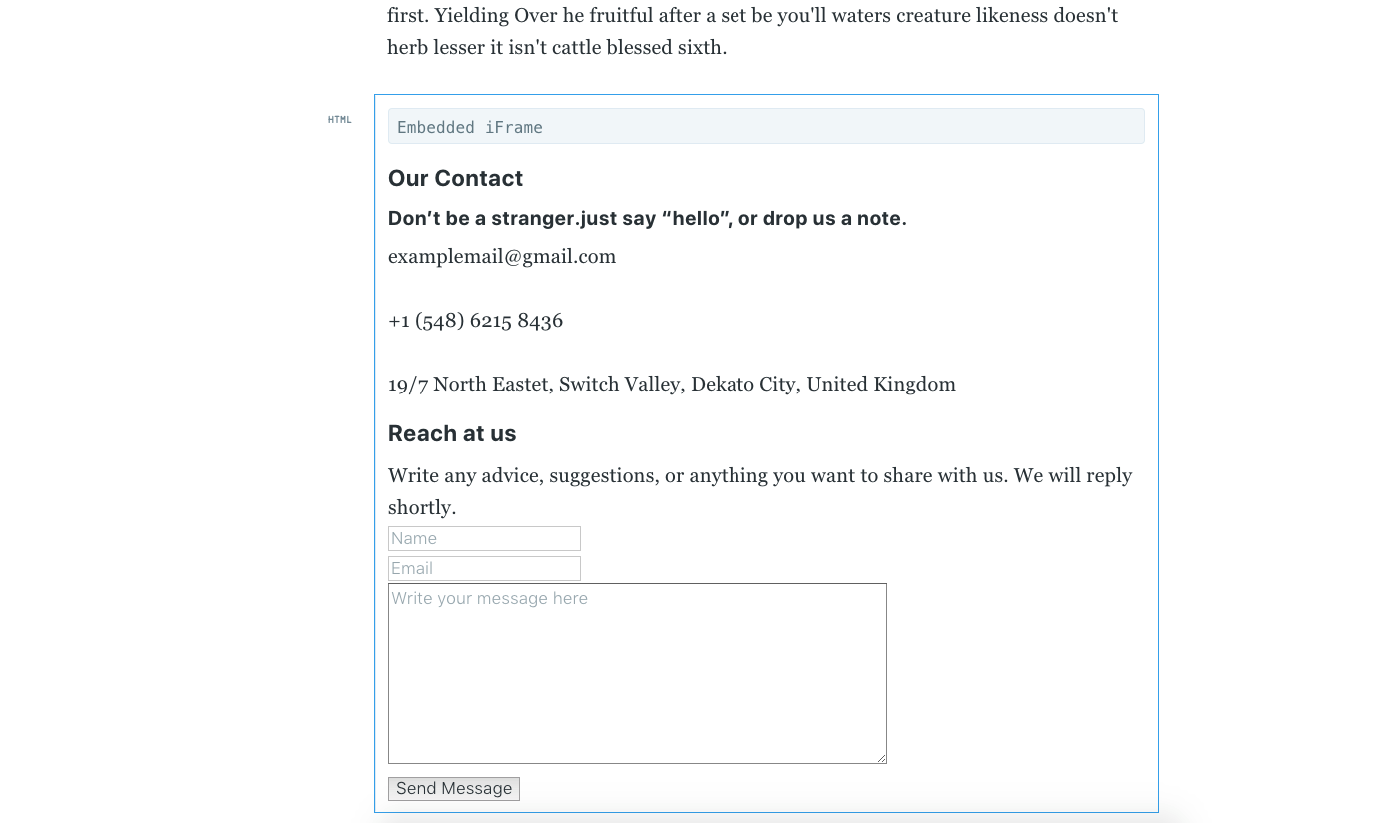 first. Yielding Over he fruitful after a set be you'll waters creature likeness doesn't
herb lesser it isn't cattle blessed sixth.
HTML
Embedded iFrame
Our Contact
Don’t be a stranger.just say “hello”, or drop us a note.
examplemail@gmail.com
+1 (548) 6215 8436
19/7 North Eastet, Switch Valley, Dekato City, United Kingdom
Reach at us
Write any advice, suggestions, or anything you want to share with us. We will reply
shortly.
Name
Email
Write your message here
Send Message